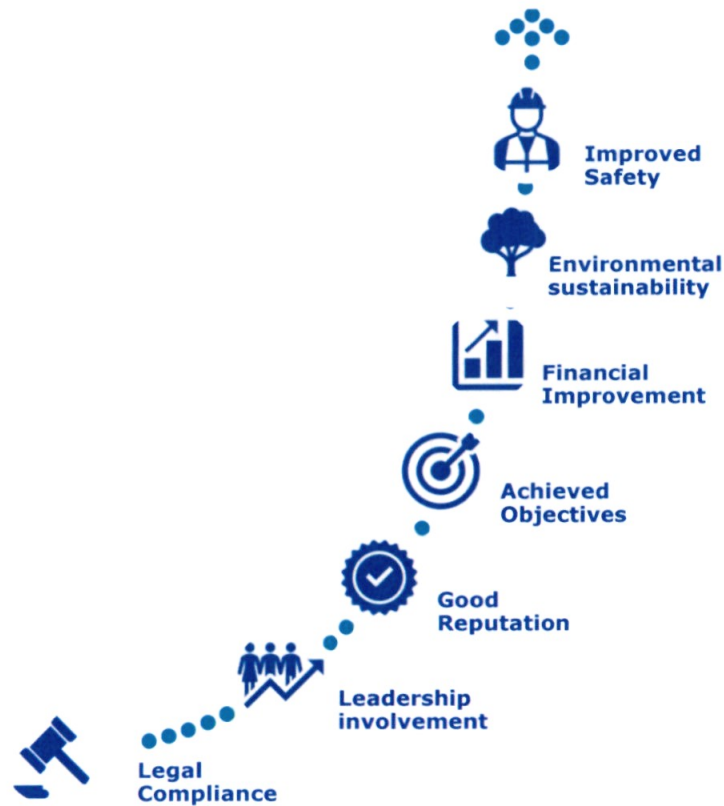 Improved
Safety
Environmental
sustainability
Financial
Improvement
Achieved
Objectives
Good
Reputation
Leadership
involvement
Legal
Compliance